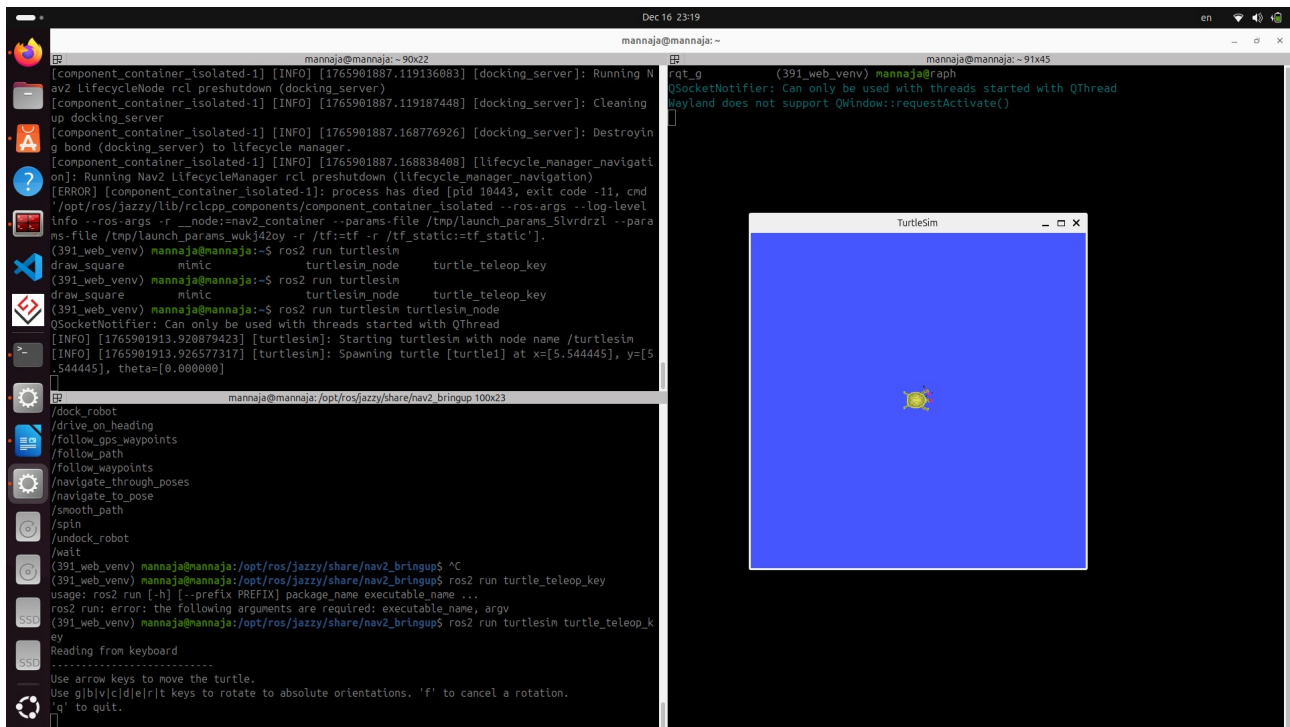 Dec 16 23:19
en
mannaja@mannaja: ~
mannaja@mannaja: ~ 90x22
[component_container_isolated-1] [INFO] [1765901887.119136083] [docking_server]: Running N
av2 LifecycleNode rcl preshutdown (docking_server)
[component_container_isolated-1] [INFO] [1765901887.119187448] [docking_server]: Cleaning
up docking_server
[component_container_isolated-1] [INFO] [1765901887.168776926] [docking_server]: Destroyin
g bond (docking_server) to lifecycle manager.
[component_container_isolated-1] [INFO] [1765901887.168838408] [lifecycle_manager_navigati
on]: Running Nav2 LifecycleManager rcl preshutdown (lifecycle_manager_navigation)
[ERROR] [component_container_isolated-1]: process has died [pid 10443, exit code -11, cmd
'/opt/ros/jazzy/lib/rclcpp_components/component_container_isolated --ros-args --log-level
info --ros-args -r __node:=nav2_container --params-file /tmp/launch_params_5lvrdrzl --para
ms-file /tmp/launch_params_wukj42oy -r /tf:=tf -r /tf_static:=tf_static'].
(391_web_venv) mannaja@mannaja:~$ ros2 run turtlesim
draw_square mimic turtlesim_node turtle_teleop_key
(391_web_venv) mannaja@mannaja:~$ ros2 run turtlesim
draw_square mimic turtlesim_node turtle_teleop_key
(391_web_venv) mannaja@mannaja:~$ ros2 run turtlesim turtlesim_node
QSocketNotifier: Can only be used with threads started with QThread
[INFO] [1765901913.920879423] [turtlesim]: Starting turtlesim with node name /turtlesim
[INFO] [1765901913.926577317] [turtlesim]: Spawning turtle [turtle1] at x=[5.544445], y=[5
.544445], theta=[0.000000]
mannaja@mannaja: /opt/ros/jazzy/share/nav2_bringup 100x23
/dock_robot
/drive_on_heading
/follow_gps_waypoints
/follow_path
/follow_waypoints
/navigate_through_poses
/navigate_to_pose
/smooth_path
/spin
/undock_robot
/wait
(391_web_venv) mannaja@mannaja:/opt/ros/jazzy/share/nav2_bringup$ ^C
(391_web_venv) mannaja@mannaja:/opt/ros/jazzy/share/nav2_bringup$ ros2 run turtle_teleop_key
usage: ros2 run [-h] [--prefix PREFIX] package_name executable_name ...
ros2 run: error: the following arguments are required: executable_name, argv
(391_web_venv) mannaja@mannaja:/opt/ros/jazzy/share/nav2_bringup$ ros2 run turtlesim turtle_teleop_k
ey
Reading from keyboard
---------------------------
Use arrow keys to move the turtle.
Use g|b|v|c|d|e|r|t keys to rotate to absolute orientations. 'f' to cancel a rotation.
'q' to quit.
mannaja@mannaja: ~ 91x45
rqt_g (391_web_venv) mannaja@raph
QSocketNotifier: Can only be used with threads started with QThread
Wayland does not support QWindow::requestActivate()
TurtleSim
SSD
SSD